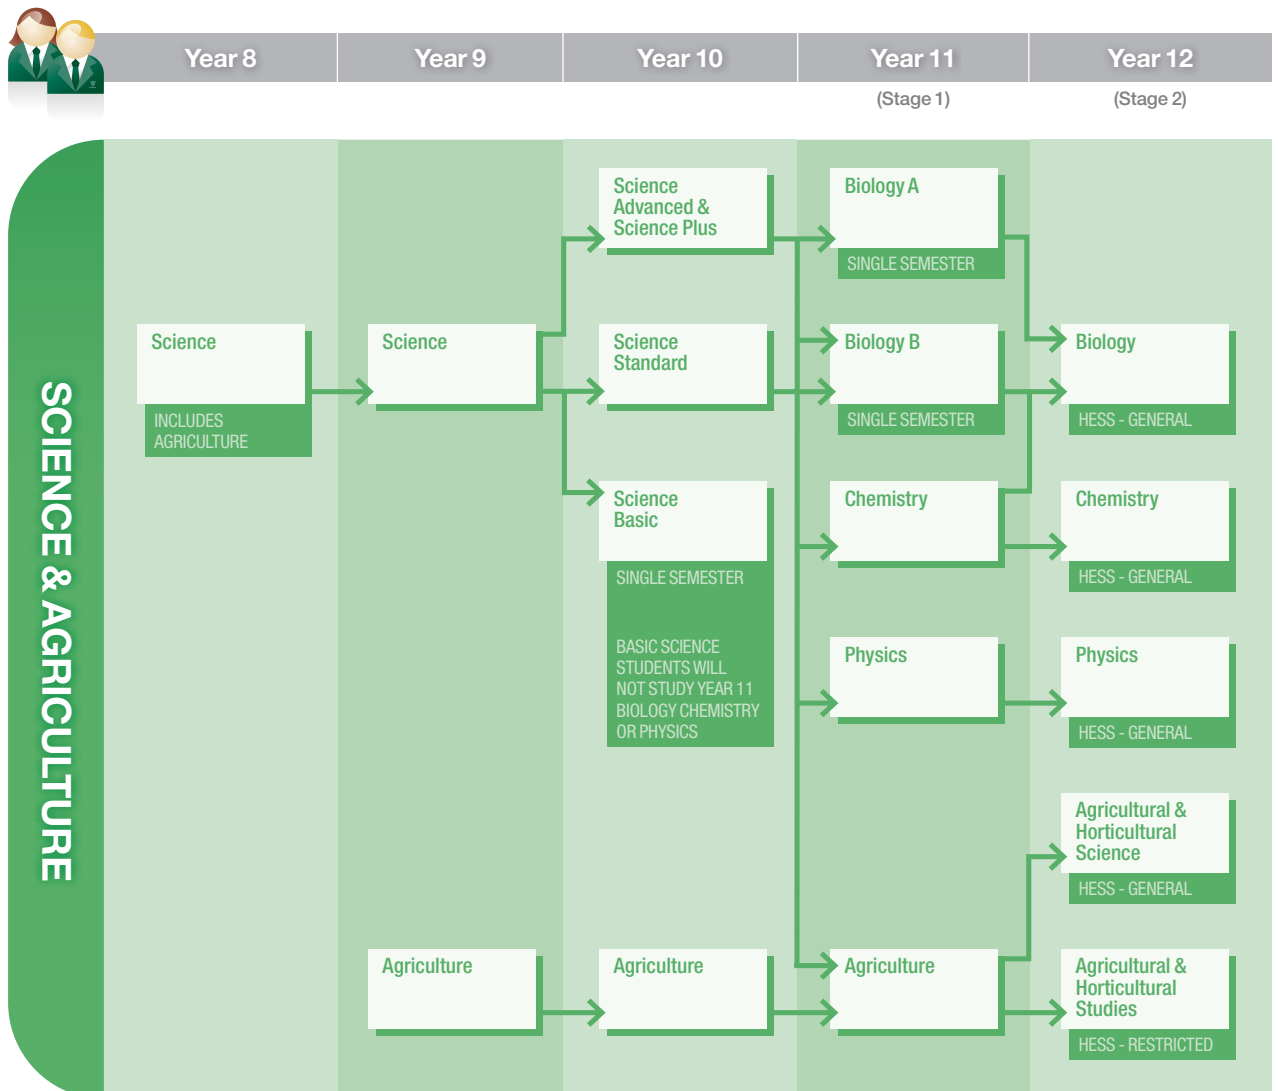 Year 8
Year 9
Year 10
Year 11
Year 12
(Stage 1)
(Stage 2)
SCIENCE & AGRICULTURE
Science
INCLUDES
AGRICULTURE
Science
Agriculture
Science
Advanced &
Science Plus
Science
Standard
Science
Basic
SINGLE SEMESTER
BASIC SCIENCE
STUDENTS WILL
NOT STUDY YEAR 11
BIOLOGY CHEMISTRY
OR PHYSICS
Agriculture
Biology A
SINGLE SEMESTER
Biology B
SINGLE SEMESTER
Chemistry
Physics
Agriculture
Biology
HESS - GENERAL
Chemistry
HESS - GENERAL
Physics
HESS - GENERAL
Agricultural &
Horticultural
Science
HESS - GENERAL
Agricultural &
Horticultural
Studies
HESS - RESTRICTED